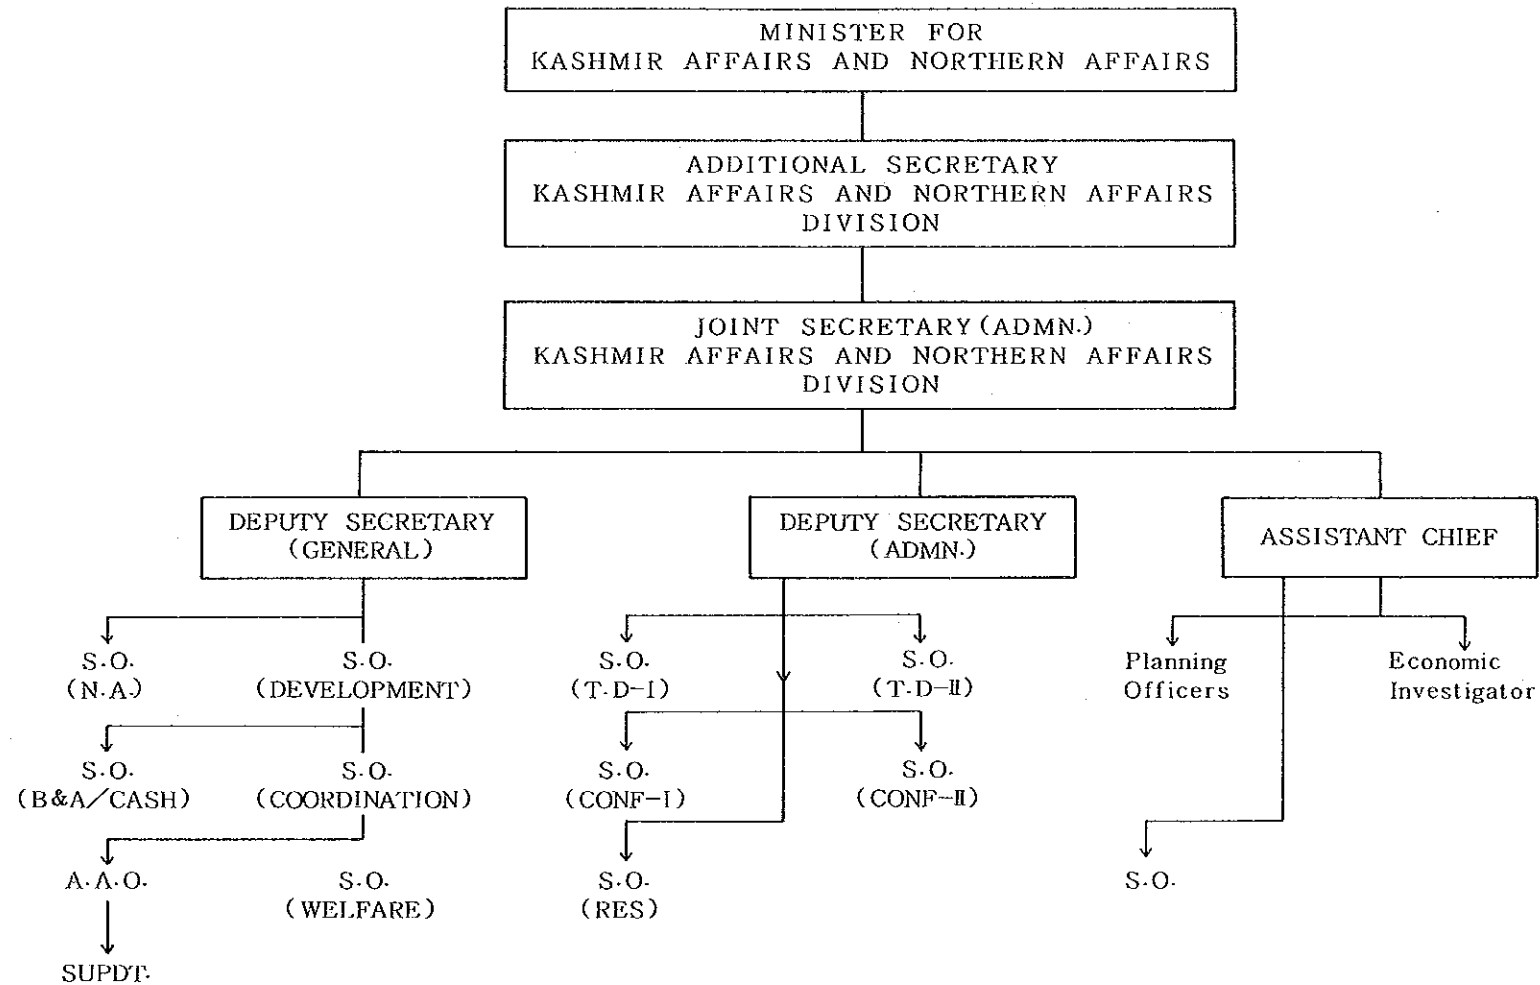 MINISTER FOR
KASHMIR AFFAIRS AND NORTHERN AFFAIRS
ADDITIONAL SECRETARY
KASHMIR AFFAIRS AND NORTHERN AFFAIRS
DIVISION
JOINT SECRETARY (ADMN.)
KASHMIR AFFAIRS AND NORTHERN AFFAIRS
DIVISION
DEPUTY SECRETARY
(GENERAL)
DEPUTY SECRETARY
(ADMN.)
ASSISTANT CHIEF
S.O.
(N.A.)
S.O.
(DEVELOPMENT)
S.O.
(T.D-I)
S.O.
(T.D-II)
Planning
Officers
Economic
Investigator
S.O.
(B&A/CASH)
S.O.
(COORDINATION)
S.O.
(CONF-I)
S.O.
(CONF-II)
A.A.O.
S.O.
(WELFARE)
S.O.
(RES)
S.O.
SUPDT.